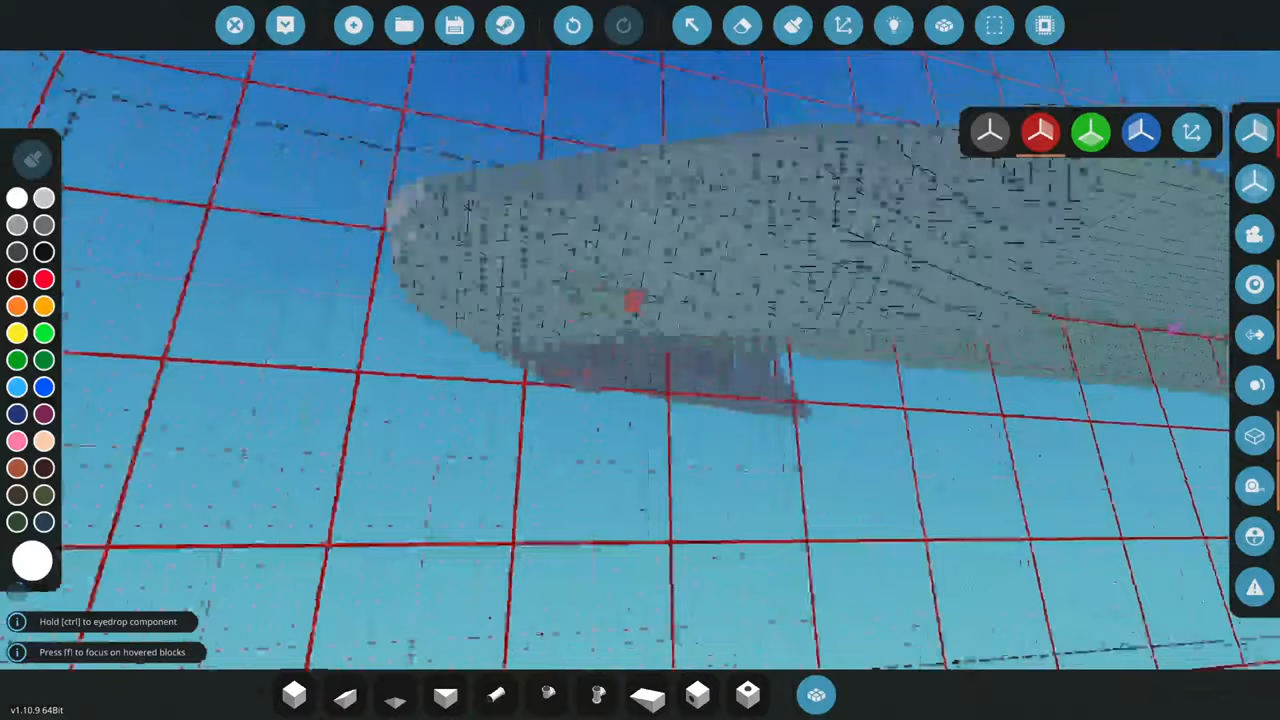 Hold [ctrl] to eyedrop component
Press [f] to focus on hovered blocks
v1.10.9 64Bit